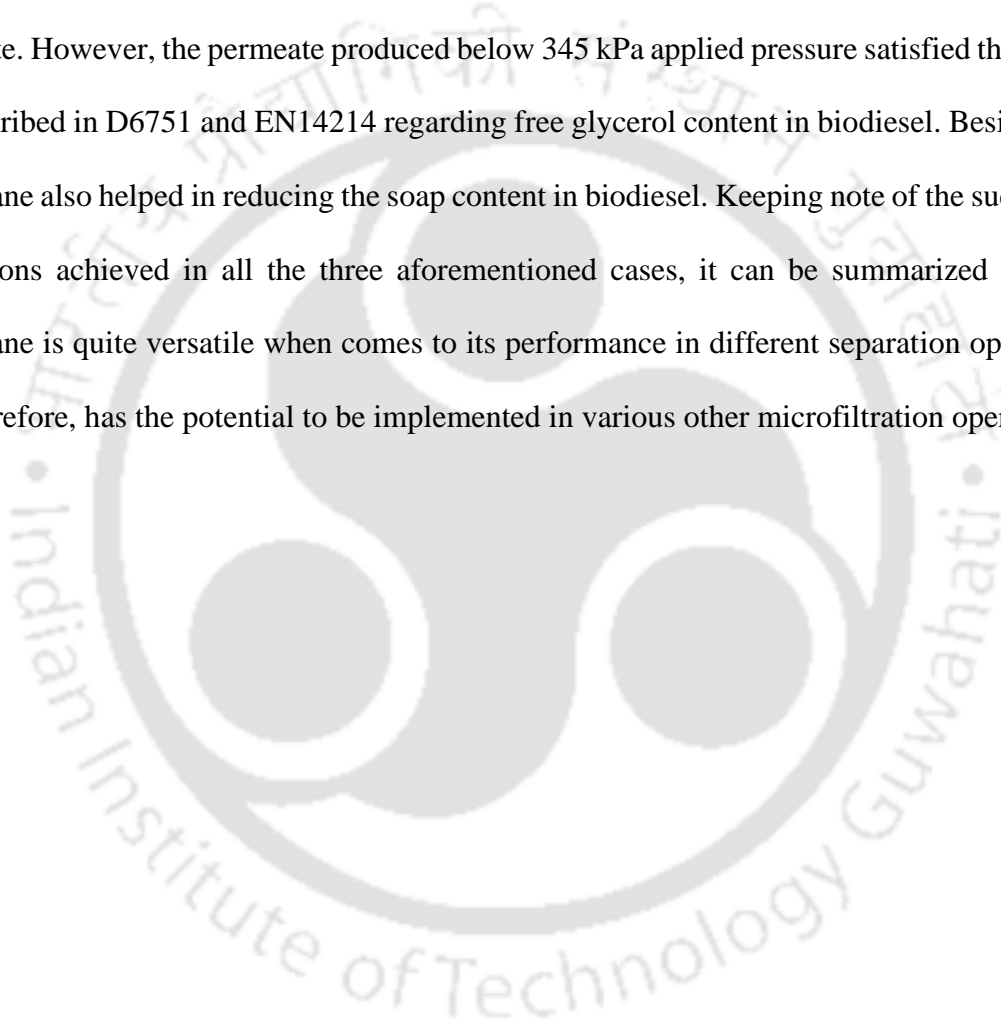 te. However, the permeate produced below 345 kPa applied pressure satisfied th
ribed in D6751 and EN14214 regarding free glycerol content in biodiesel. Besi
ane also helped in reducing the soap content in biodiesel. Keeping note of the su
ons achieved in all the three aforementioned cases, it can be summarized
ane is quite versatile when comes to its performance in different separation op
refore, has the potential to be implemented in various other microfiltration oper
Indian Institute of Technology Guwahati